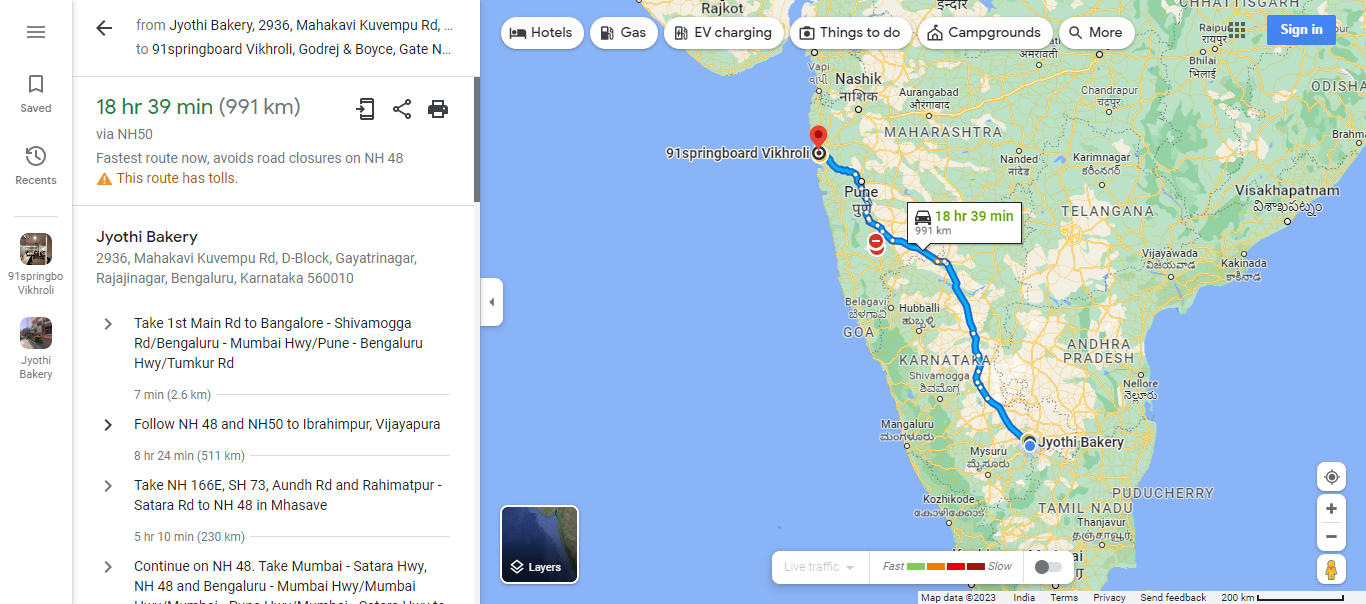 from Jyothi Bakery, 2936, Mahakavi Kuvempu Rd, ...
to 91springboard Vikhroli, Godrej & Boyce, Gate N...
Saved
Recents
91springbo
Vikhroli
Jyothi
Bakery
18 hr 39 min (991 km)
via NH50
Fastest route now, avoids road closures on NH 48
This route has tolls.
Jyothi Bakery
2936, Mahakavi Kuvempu Rd, D-Block, Gayatrinagar,
Rajajinagar, Bengaluru, Karnataka 560010
Take 1st Main Rd to Bangalore - Shivamogga
Rd/Bengaluru - Mumbai Hwy/Pune - Bengaluru
Hwy/Tumkur Rd
7 min (2.6 km)
Follow NH 48 and NH50 to Ibrahimpur, Vijayapura
8 hr 24 min (511 km)
Take NH 166E, SH 73, Aundh Rd and Rahimatpur -
Satara Rd to NH 48 in Mhasave
5 hr 10 min (230 km)
Continue on NH 48. Take Mumbai - Satara Hwy,
NH 48 and Bengaluru - Mumbai Hwy/Mumbai
Hotels
Gas
EV charging
Things to do
Campgrounds
More
Sign in
Rajkot
इन्दौर
CHHATTISGARH
Raipur
रायपुर
Bhilai
भिलाई
ODISHA
Vapi
Nashik
नाशिक
Aurangabad
औरंगाबाद
अमरावती
Chandrapur
चंद्रपूर
MAHARASHTRA
91springboard Vikhroli
Nanded
नांदेड
Karimnagar
కరీంనగర్
Pune
पुणे
Visakhapatnam
విశాఖపట్నం
18 hr 39 min
991 km
TELANGANA
Vijayawada
విజయవాడ
Kakinada
కాకినాడ
Belagavi
ಬೆಳಗಾವಿ
Hubballi
ಹುಬ್ಬಳ್ಳಿ
GOA
ANDHRA
PRADESH
KARNATAKA
Shivamogga
ಶಿವಮೊಗ್ಗ
Nellore
నెల్లూరు
Mangaluru
ಮಂಗಳೂರು
Jyothi Bakery
Mysuru
ಮೈಸೂರು
PUDUCHERRY
Kozhikode
കോഴിക്കോട്
TAMIL NADU
Thanjavur
தஞ்சாவூர்
Layers
Live traffic
Fast
Slow
Map data ©2023
India
Terms
Privacy
Send feedback
200 km